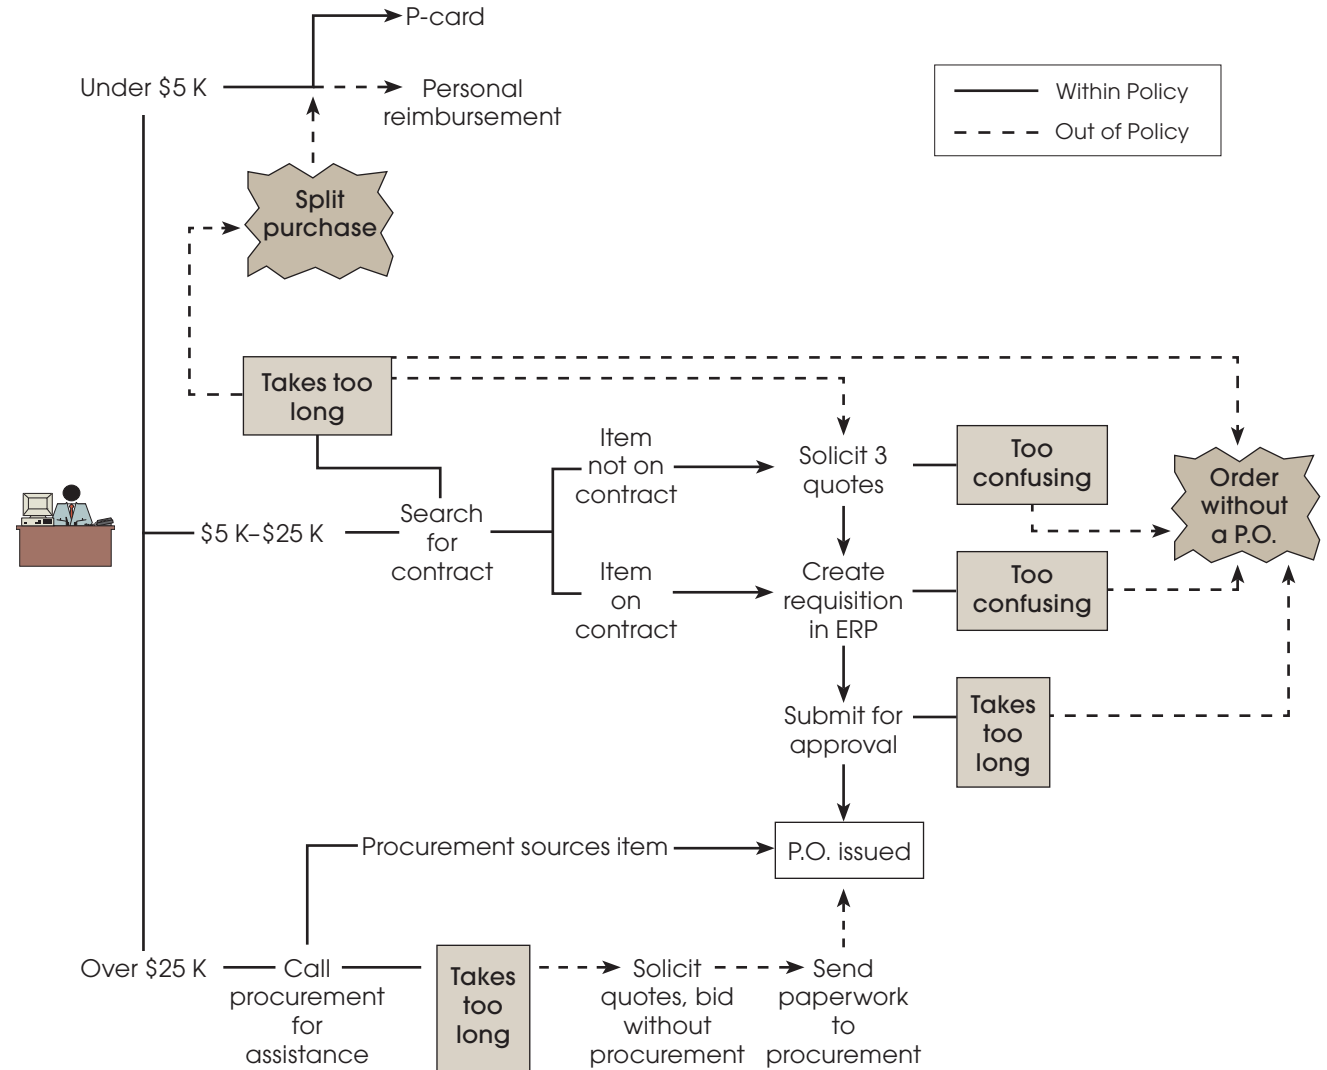 P-card
Under $5 K
Personal
reimbursement
Within Policy
Out of Policy
Split
purchase
Takes too
long
Item
not on
contract
Solicit 3
quotes
Too
confusing
Order
without
a P.O.
$5 K–$25 K
Search
for
contract
Item
on
contract
Create
requisition
in ERP
Too
confusing
Submit for
approval
Takes
too
long
Procurement sources item
P.O. issued
Over $25 K
Call
procurement
for
assistance
Takes
too
long
Solicit
quotes, bid
without
procurement
Send
paperwork
to
procurement